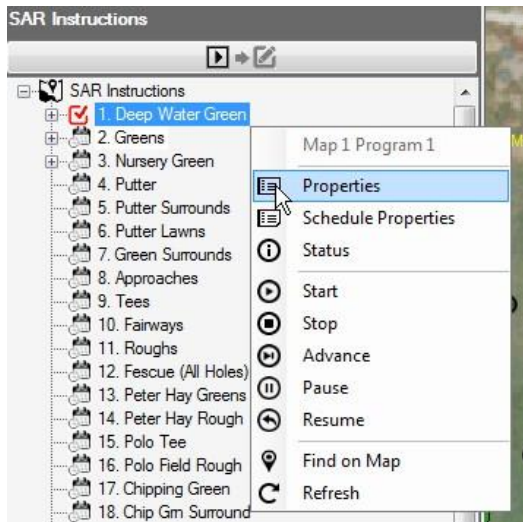 SAR Instructions
SAR Instructions
1. Deep Water Green
2. Greens
3. Nursery Green
4. Putter
5. Putter Surrounds
6. Putter Lawns
7. Green Surrounds
8. Approaches
9. Tees
10. Fairways
11. Roughs
12. Fescue (All Holes)
13. Peter Hay Greens
14. Peter Hay Rough
15. Polo Tee
16. Polo Field Rough
17. Chipping Green
18. Chip Grn Surround
Map 1 Program 1
Properties
Schedule Properties
Status
Start
Stop
Advance
Pause
Resume
Find on Map
Refresh
M